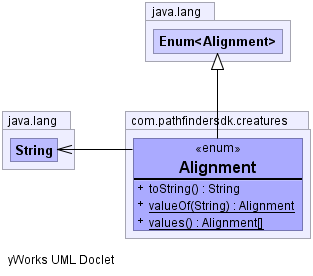 java.lang
Enum<Alignment>
java.lang
String
com.pathfindersdk.creatures
«enum»
Alignment
+ toString() : String
+ valueOf(String) : Alignment
+ values() : Alignment[]
yWorks UML Doclet